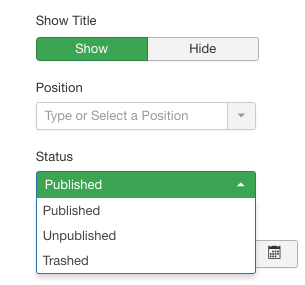 Show Title
Show Hide
Position
Type or Select a Position
Status
Published
Published
Unpublished
Trashed